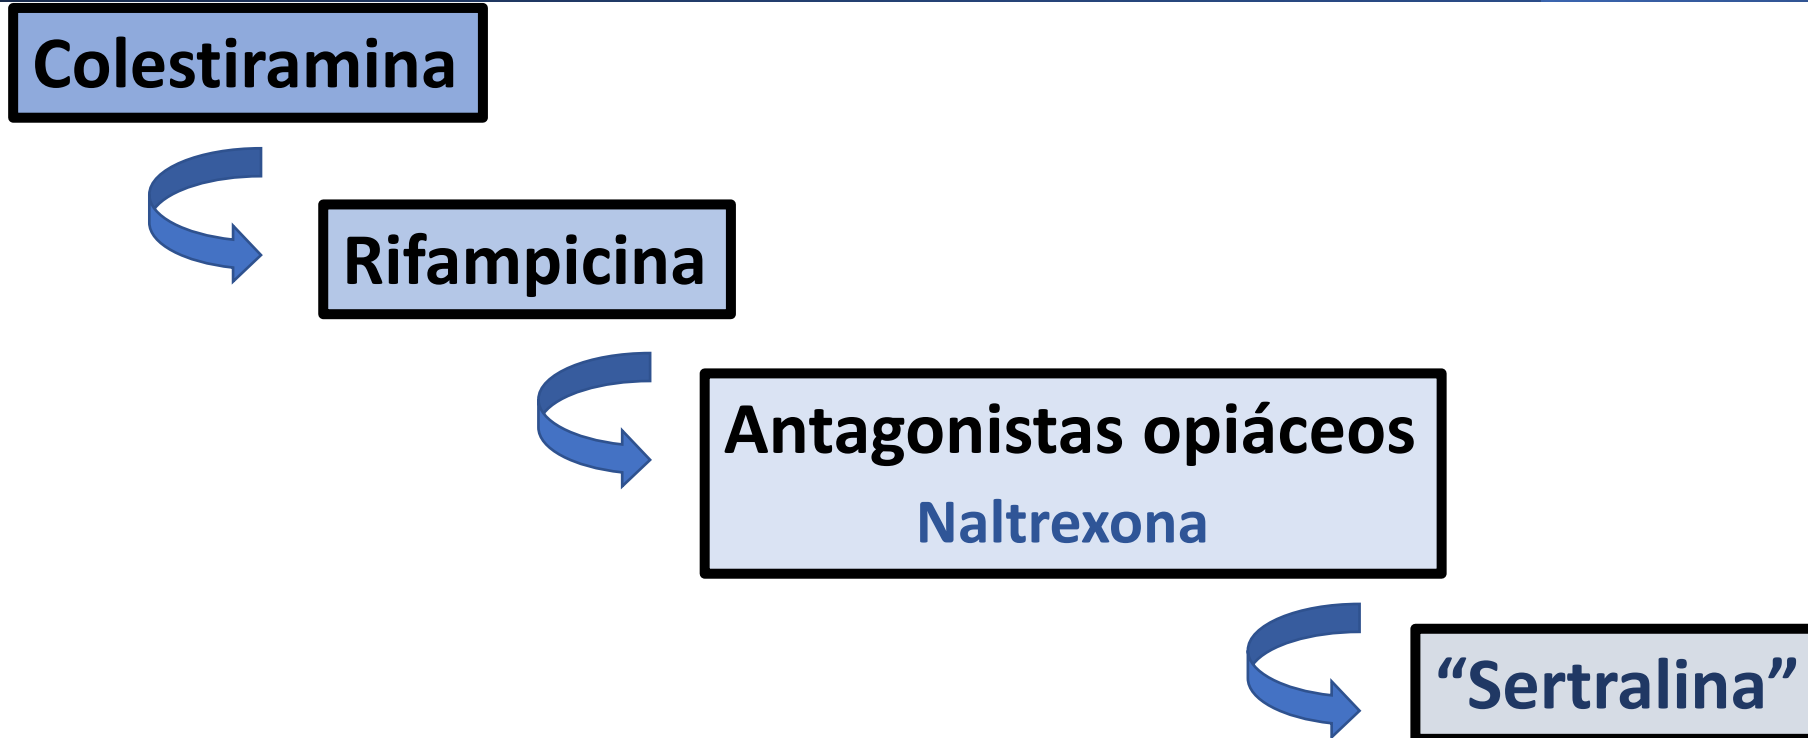 Colestiramina
Rifampicina
Antagonistas opiáceos
Naltrexona
“Sertralina”